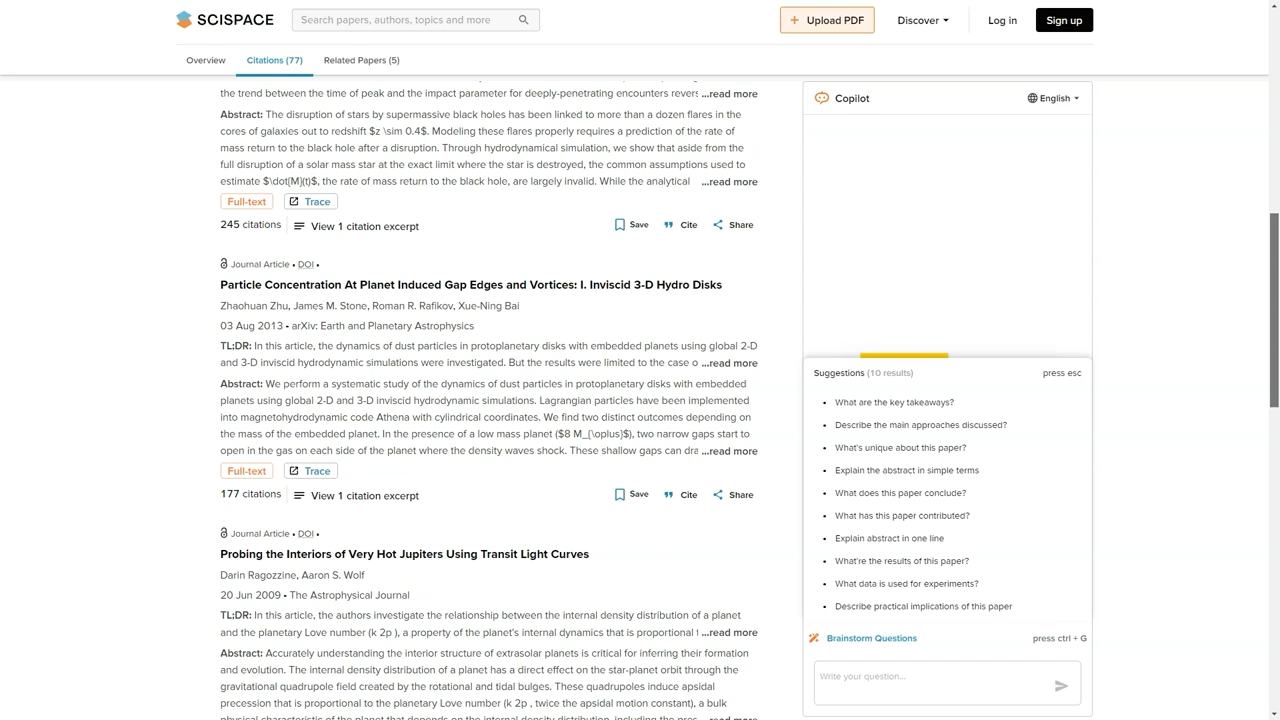 SCISPACE
Search papers, authors, topics and more
Upload PDF
Discover
Log in
Sign up
Overview
Citations (77)
Related Papers (5)
the trend between the time of peak and the impact parameter for deeply-penetrating encounters revers ...read more
Abstract: The disruption of stars by supermassive black holes has been linked to more than a dozen flares in the
cores of galaxies out to redshift $z \sim 0.4$. Modeling these flares properly requires a prediction of the rate of
mass return to the black hole after a disruption. Through hydrodynamical simulation, we show that aside from the
full disruption of a solar mass star at the exact limit where the star is destroyed, the common assumptions used to
estimate $\dot{M}(t)$, the rate of mass return to the black hole, are largely invalid. While the analytical ...read more
Full-text
Trace
245 citations
View 1 citation excerpt
Save
Cite
Share
Journal Article • DOI •
Particle Concentration At Planet Induced Gap Edges and Vortices: I. Inviscid 3-D Hydro Disks
Zhaohuan Zhu, James M. Stone, Roman R. Rafikov, Xue-Ning Bai
03 Aug 2013 • arXiv: Earth and Planetary Astrophysics
TL;DR: In this article, the dynamics of dust particles in protoplanetary disks with embedded planets using global 2-D
and 3-D inviscid hydrodynamic simulations were investigated. But the results were limited to the case o ...read more
Abstract: We perform a systematic study of the dynamics of dust particles in protoplanetary disks with embedded
planets using global 2-D and 3-D inviscid hydrodynamic simulations. Lagrangian particles have been implemented
into magnetohydrodynamic code Athena with cylindrical coordinates. We find two distinct outcomes depending on
the mass of the embedded planet. In the presence of a low mass planet ($8 M_{\oplus}$), two narrow gaps start to
open in the gas on each side of the planet where the density waves shock. These shallow gaps can dra ...read more
Full-text
Trace
177 citations
View 1 citation excerpt
Save
Cite
Share
Journal Article • DOI •
Probing the Interiors of Very Hot Jupiters Using Transit Light Curves
Darin Ragozzine, Aaron S. Wolf
20 Jun 2009 • The Astrophysical Journal
TL;DR: In this article, the authors investigate the relationship between the internal density distribution of a planet
and the planetary Love number (k 2p ), a property of the planet's internal dynamics that is proportional t ...read more
Abstract: Accurately understanding the interior structure of extrasolar planets is critical for inferring their formation
and evolution. The internal density distribution of a planet has a direct effect on the star-planet orbit through the
gravitational quadrupole field created by the rotational and tidal bulges. These quadrupoles induce apsidal
precession that is proportional to the planetary Love number (k 2p , twice the apsidal motion constant), a bulk
physical characteristic of the planet that depends on the internal density distribution, including the pres ...read more
Copilot
English
Suggestions (10 results)
press esc
• What are the key takeaways?
• Describe the main approaches discussed?
• What's unique about this paper?
• Explain the abstract in simple terms
• What does this paper conclude?
• What has this paper contributed?
• Explain abstract in one line
• What're the results of this paper?
• What data is used for experiments?
• Describe practical implications of this paper
Brainstorm Questions
press ctrl + G
Write your question...